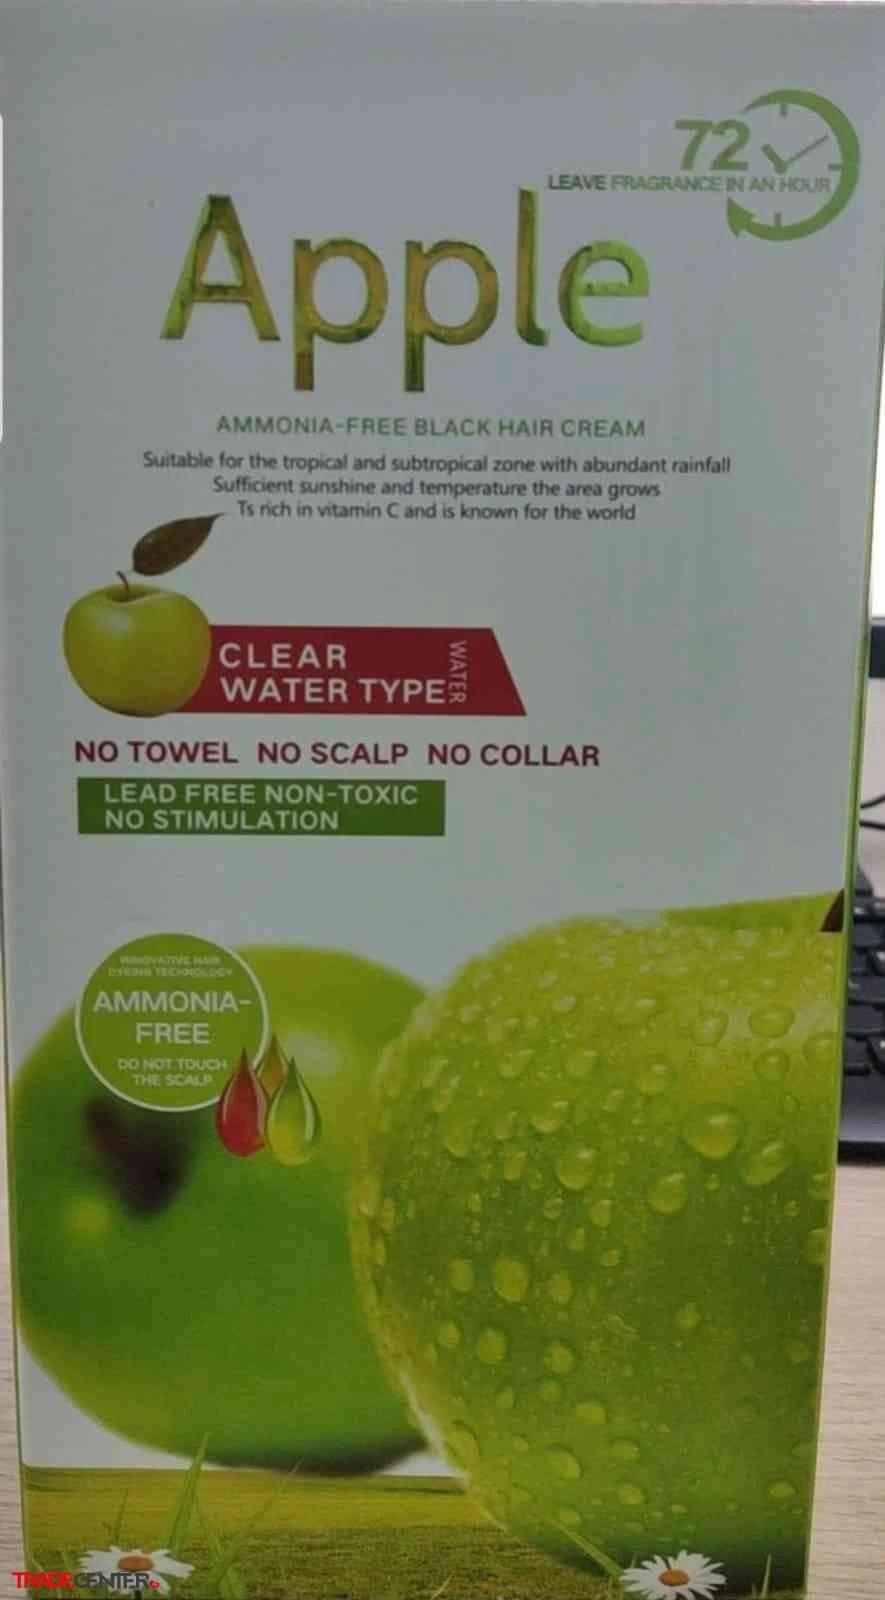 72
LEAVE FRAGRANCE IN AN HOUR
Apple
AMMONIA-FREE BLACK HAIR CREAM
Suitable for the tropical and subtropical zone with abundant rainfall
Sufficient sunshine and temperature the area grows
Ts rich in vitamin C and is known for the world
CLEAR
WATER TYPE
WATER
NO TOWEL NO SCALP NO COLLAR
LEAD FREE NON-TOXIC
NO STIMULATION
INNOVATIVE HAIR
DYEING TECHNOLOGY
AMMONIA-
FREE
DO NOT TOUCH
THE SCALP
TRADECENTER